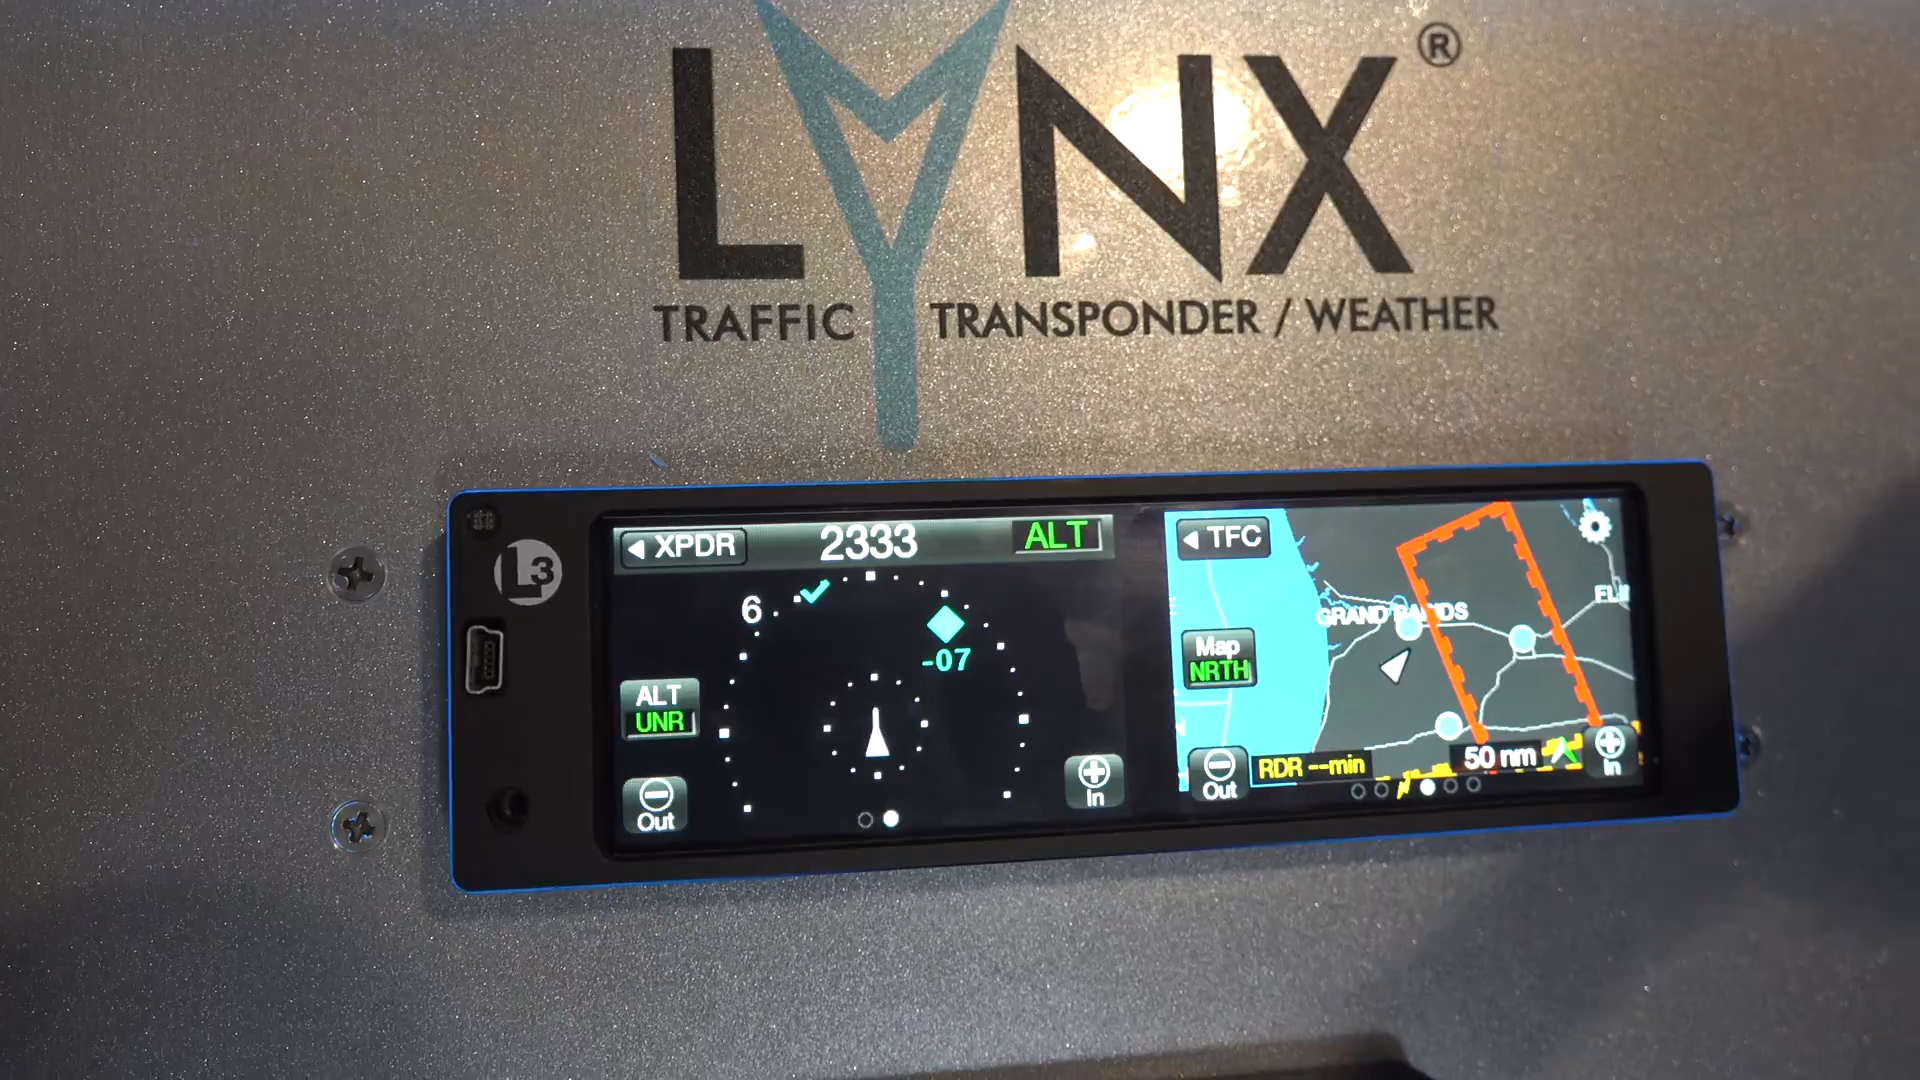 LYNX®
TRAFFIC TRANSPONDER / WEATHER
L3
XPDR 2333 ALT
TFC
6
-07
GRAND RAPIDS
FLI
Map
NRTH
ALT
UNR
50 nm
RDR --min
Out
In
Out
In